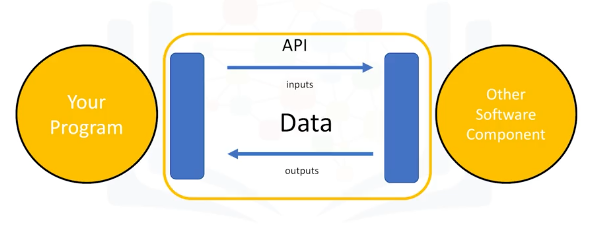 API
inputs
Your
Program
Data
outputs
Other
Software
Component